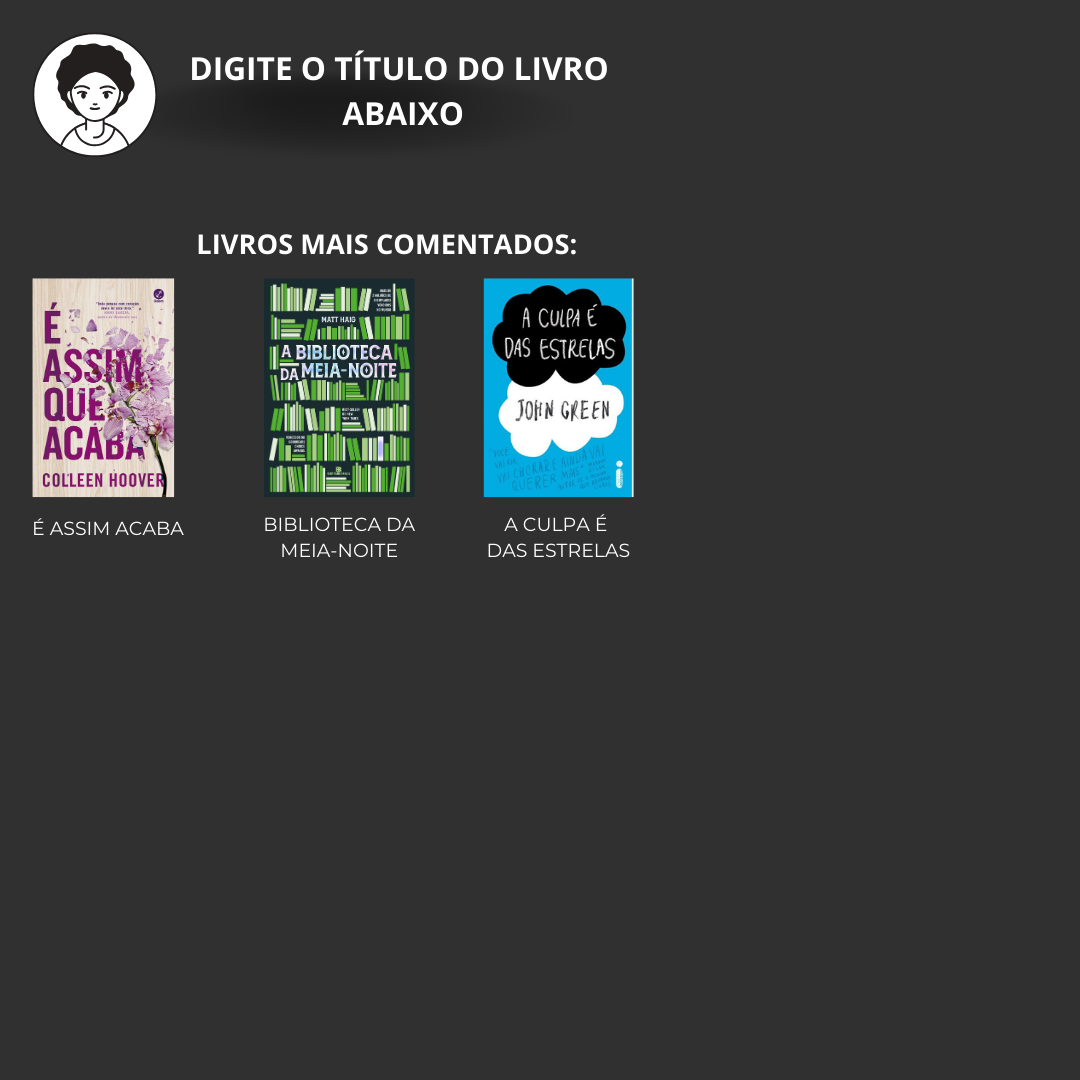 DIGITE O TÍTULO DO LIVRO
ABAIXO
LIVROS MAIS COMENTADOS:
É
ASSIM
QUE
ACABA
COLLEEN HOOVER
MATT HAIG
A BIBLIOTECA
DA MEIA-NOITE
A CULPA É
DAS ESTRELAS
JOHN GREEN
É ASSIM ACABA
BIBLIOTECA DA
MEIA-NOITE
A CULPA É
DAS ESTRELAS